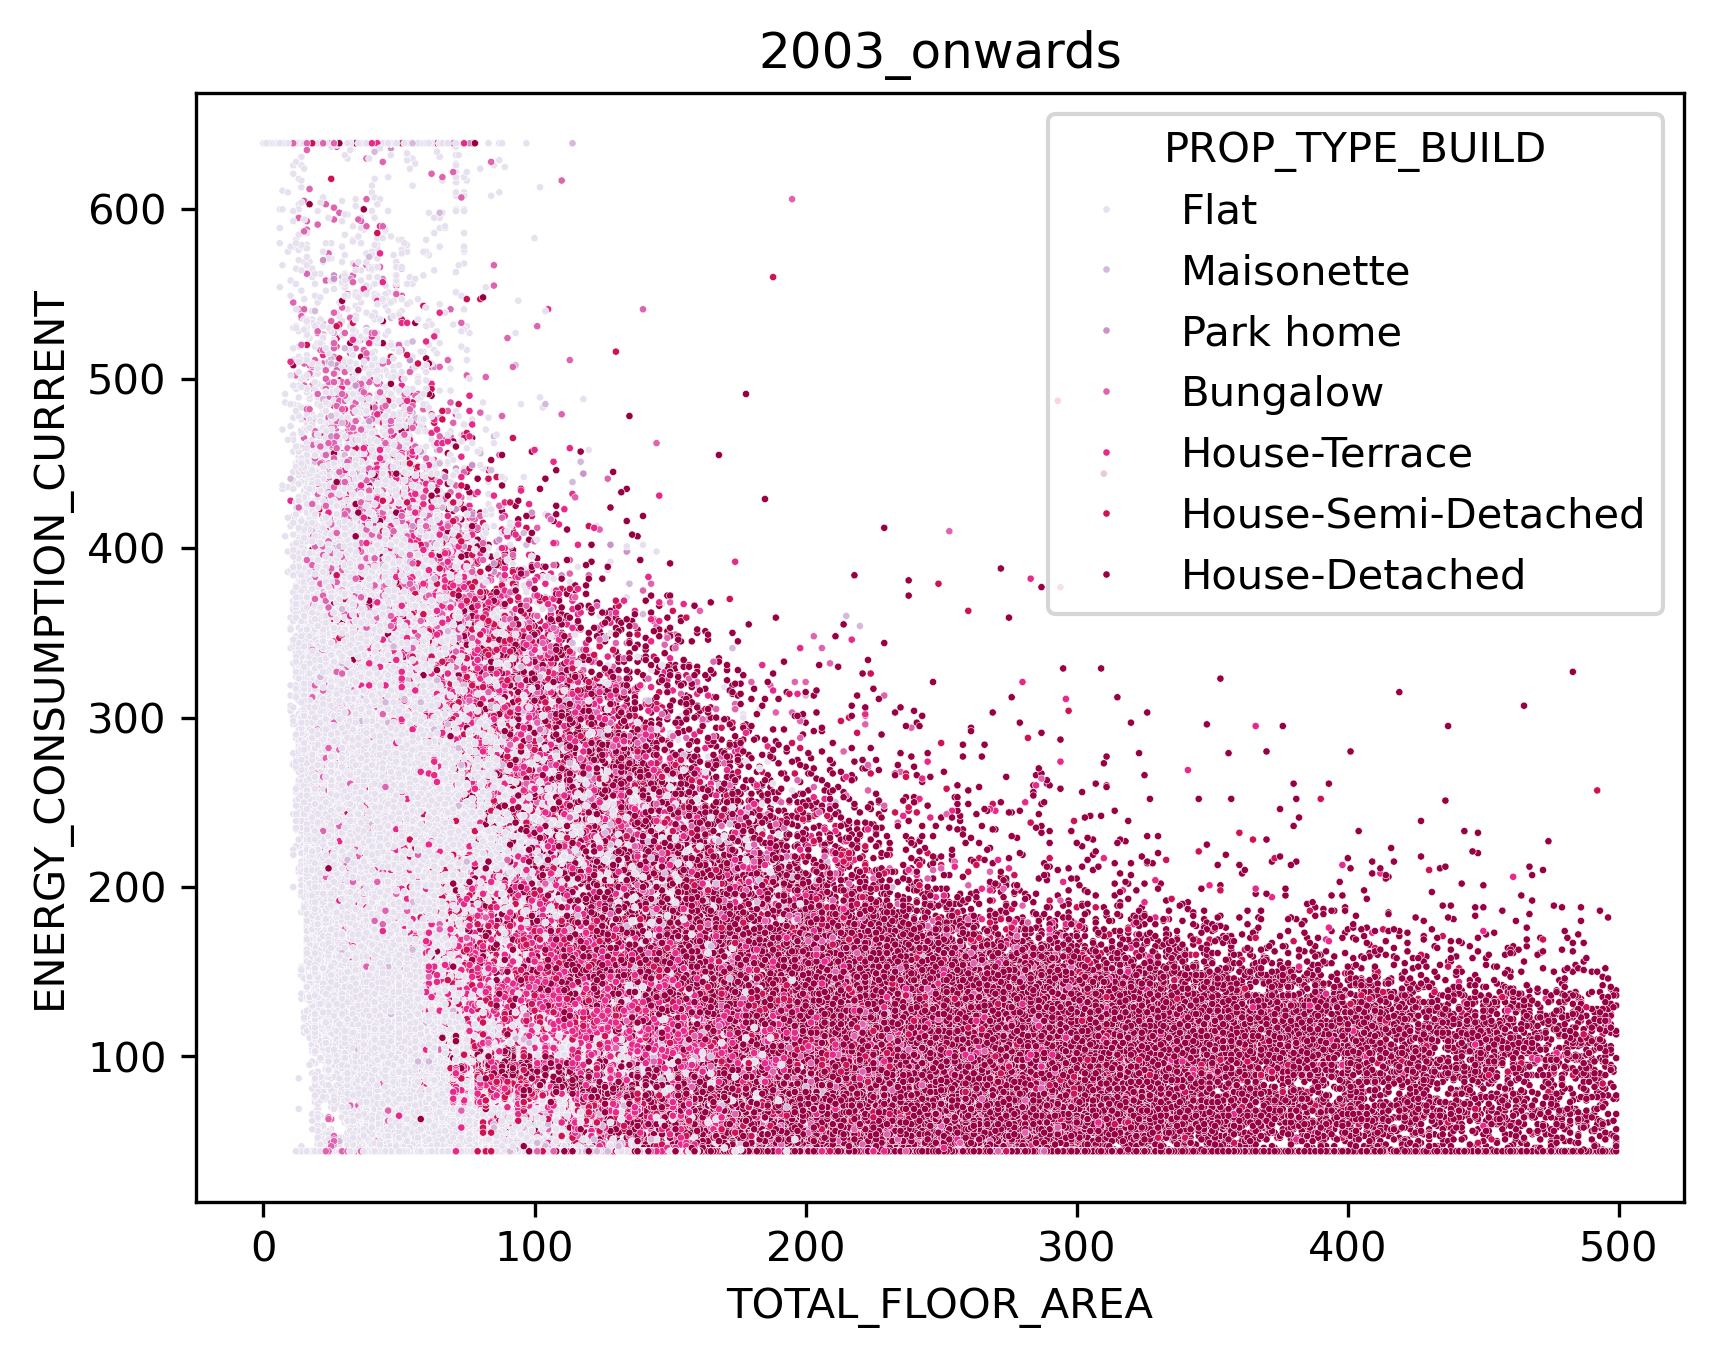 2003_onwards
PROP_TYPE_BUILD
Flat
Maisonette
Park home
Bungalow
House-Terrace
House-Semi-Detached
House-Detached
ENERGY_CONSUMPTION_CURRENT
600
500
400
300
200
100
0 100 200 300 400 500
TOTAL_FLOOR_AREA